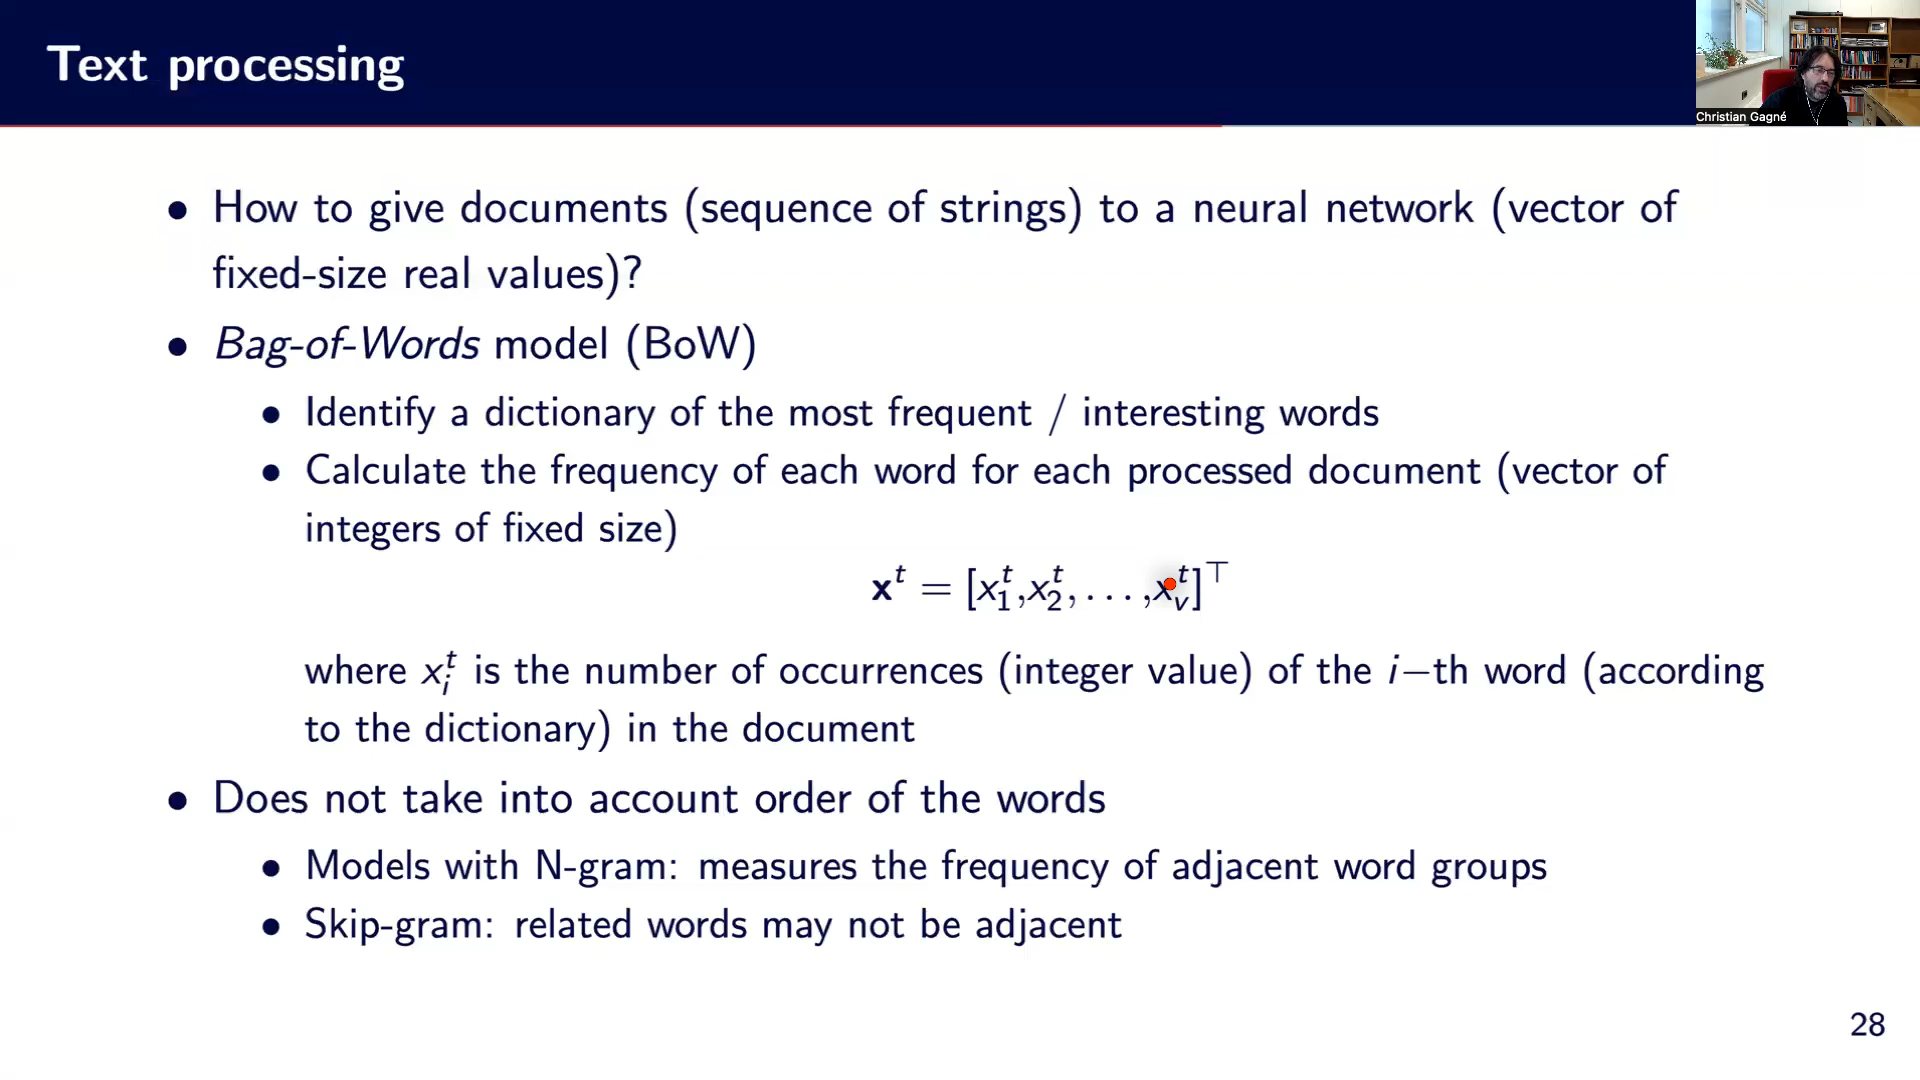 Text processing
Christian Gagné
• How to give documents (sequence of strings) to a neural network (vector of
fixed-size real values)?
• Bag-of-Words model (BoW)
• Identify a dictionary of the most frequent / interesting words
• Calculate the frequency of each word for each processed document (vector of
integers of fixed size)
𝐱ᵗ = [x₁ᵗ,x₂ᵗ, . . . ,xᵥᵗ]⊤
where xᵢᵗ is the number of occurrences (integer value) of the i−th word (according
to the dictionary) in the document
• Does not take into account order of the words
• Models with N-gram: measures the frequency of adjacent word groups
• Skip-gram: related words may not be adjacent
28